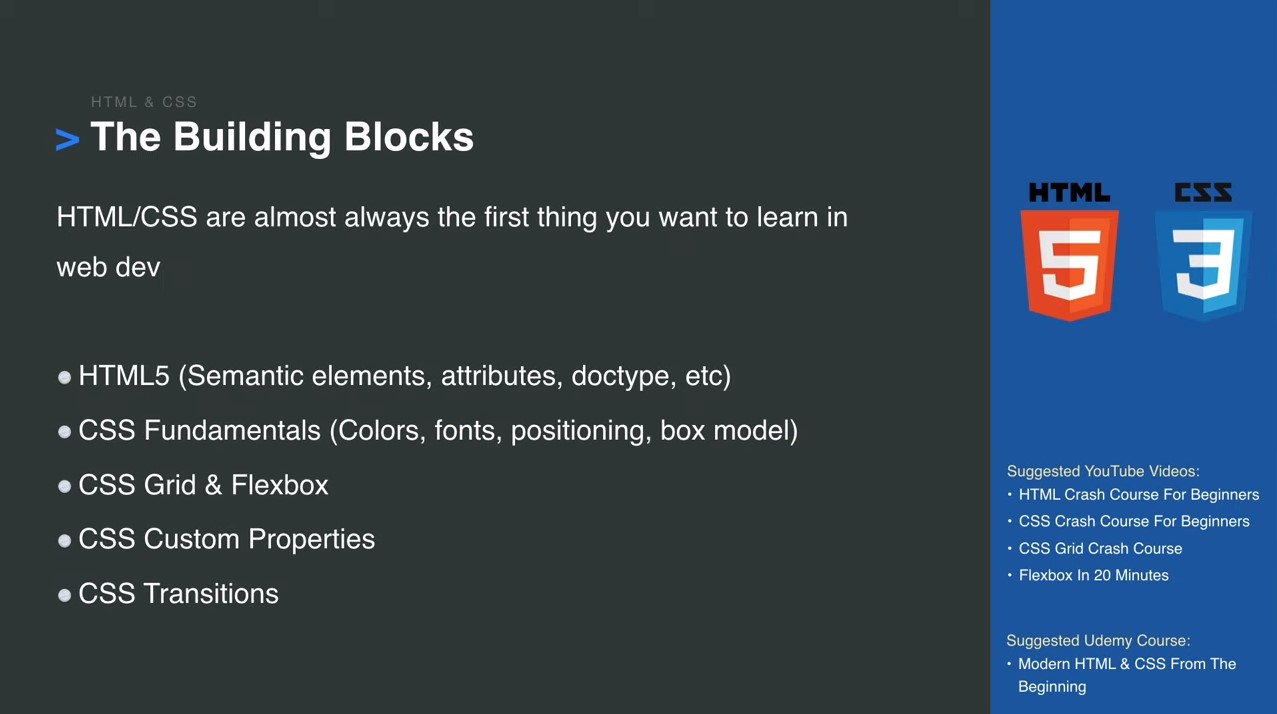 HTML & CSS
> The Building Blocks
HTML/CSS are almost always the first thing you want to learn in
web dev
HTML5 (Semantic elements, attributes, doctype, etc)
CSS Fundamentals (Colors, fonts, positioning, box model)
CSS Grid & Flexbox
CSS Custom Properties
CSS Transitions
HTML CSS
5 3
Suggested YouTube Videos:
• HTML Crash Course For Beginners
• CSS Crash Course For Beginners
• CSS Grid Crash Course
• Flexbox In 20 Minutes
Suggested Udemy Course:
• Modern HTML & CSS From The
Beginning